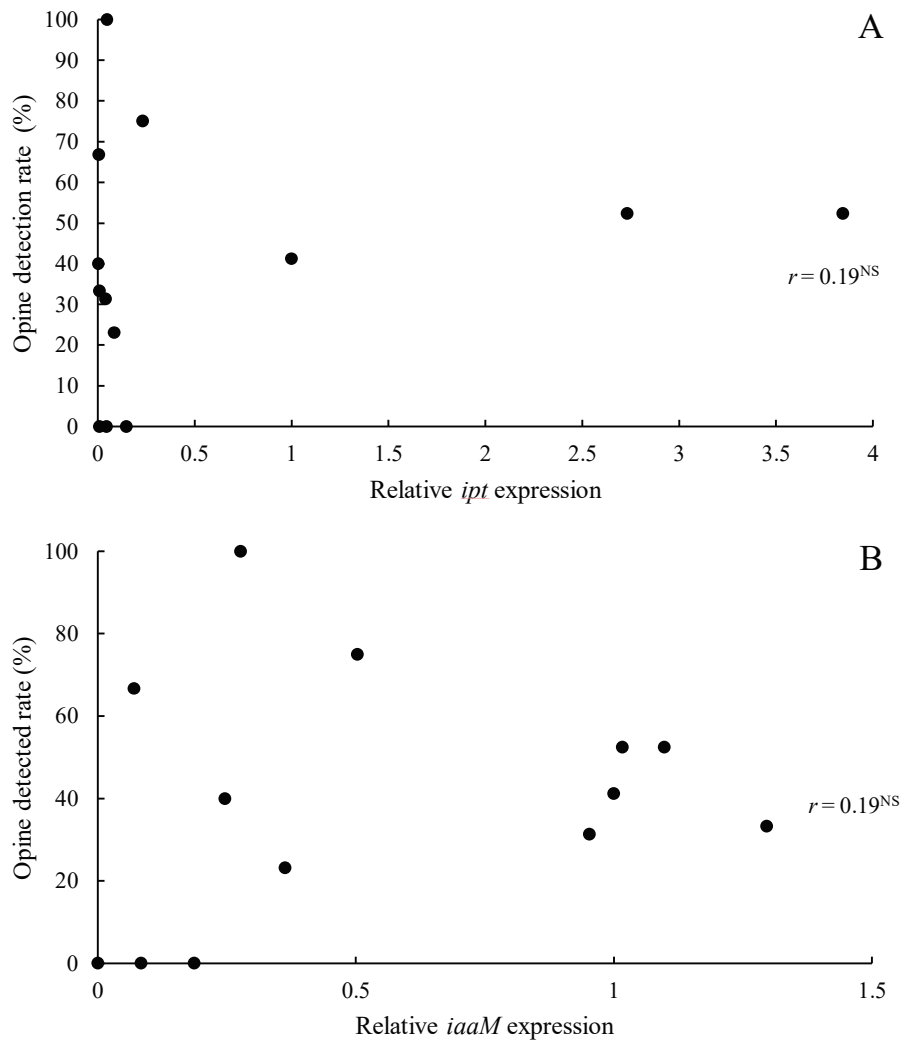 A
100
90
80
70
60
50
40
30
20
10
0
Opine detection rate (%)
r = 0.19NS
0 0.5 1 1.5 2 2.5 3 3.5 4
Relative ipt expression
B
100
80
60
40
20
0
Opine detected rate (%)
r = 0.19NS
0 0.5 1 1.5
Relative iaaM expression